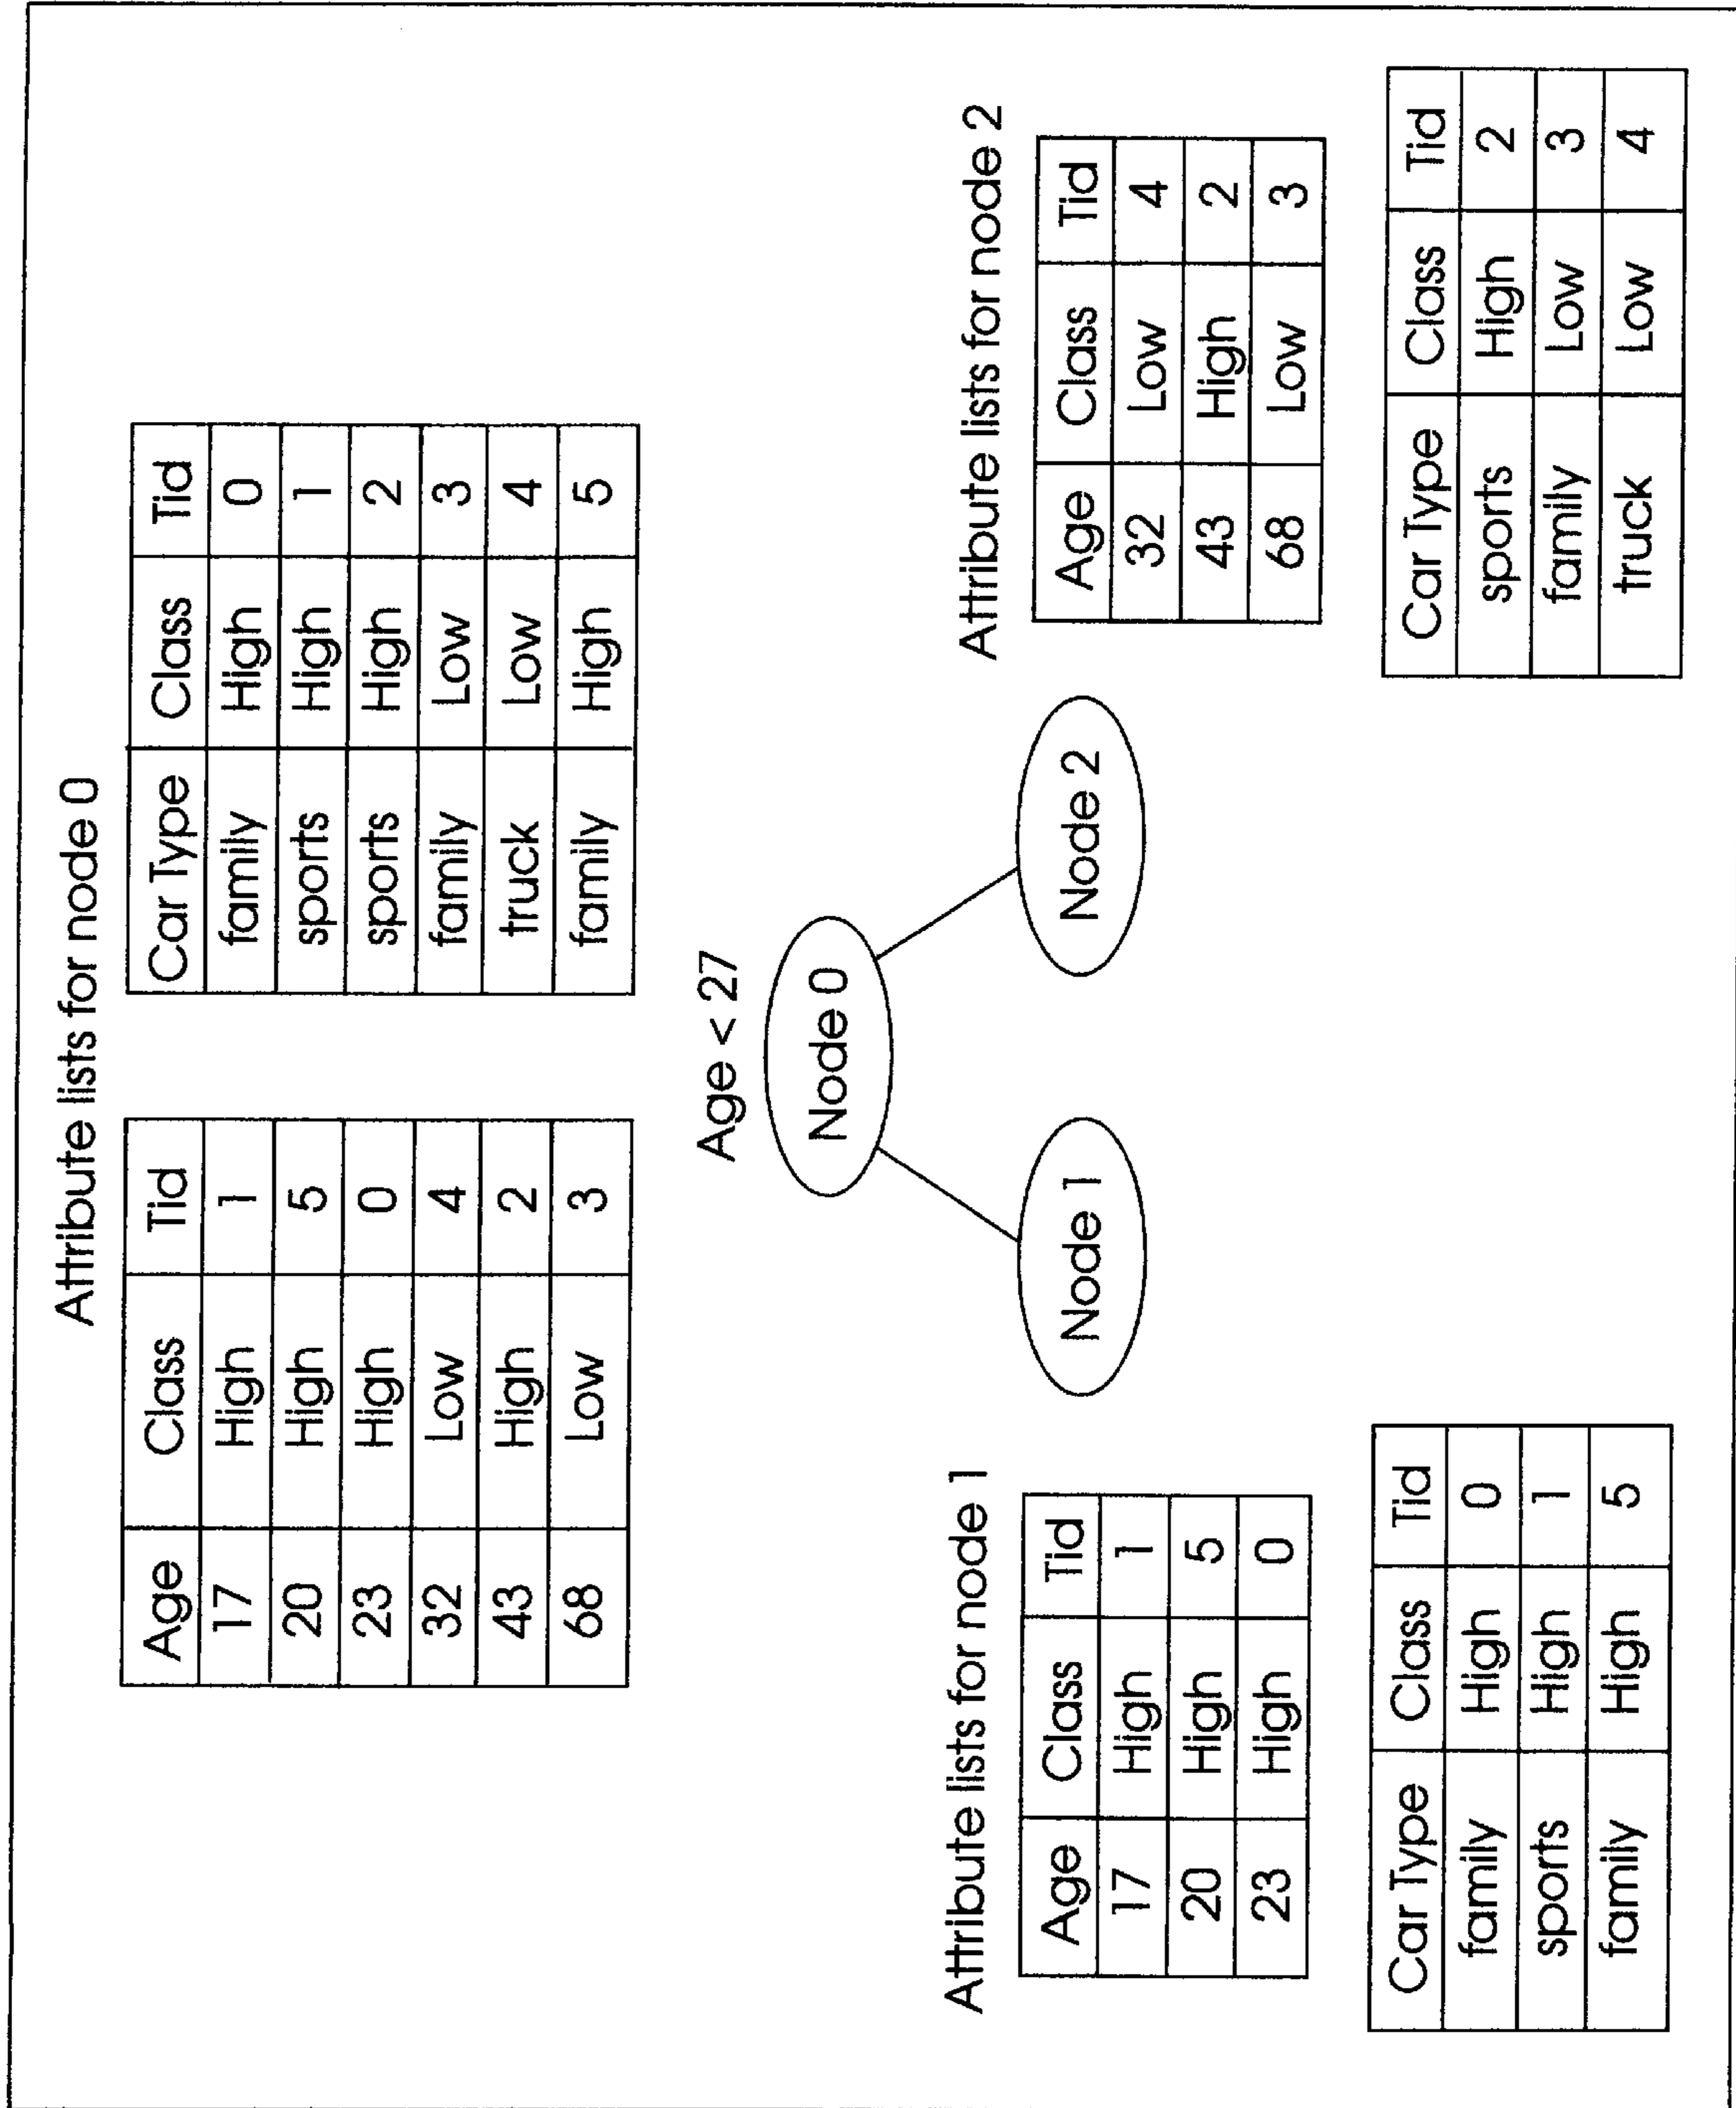 Attribute lists for node 0
Age Class Tid
17 High 1
20 High 5
23 High 0
32 Low 4
43 High 2
68 Low 3
Car Type Class Tid
family High 0
sports High 1
sports High 2
family Low 3
truck Low 4
family High 5
Age < 27
Node 0
Node 1
Node 2
Attribute lists for node 1
Age Class Tid
17 High 1
20 High 5
23 High 0
Car Type Class Tid
family High 0
sports High 1
family High 5
Attribute lists for node 2
Age Class Tid
32 Low 4
43 High 2
68 Low 3
Car Type Class Tid
sports High 2
family Low 3
truck Low 4